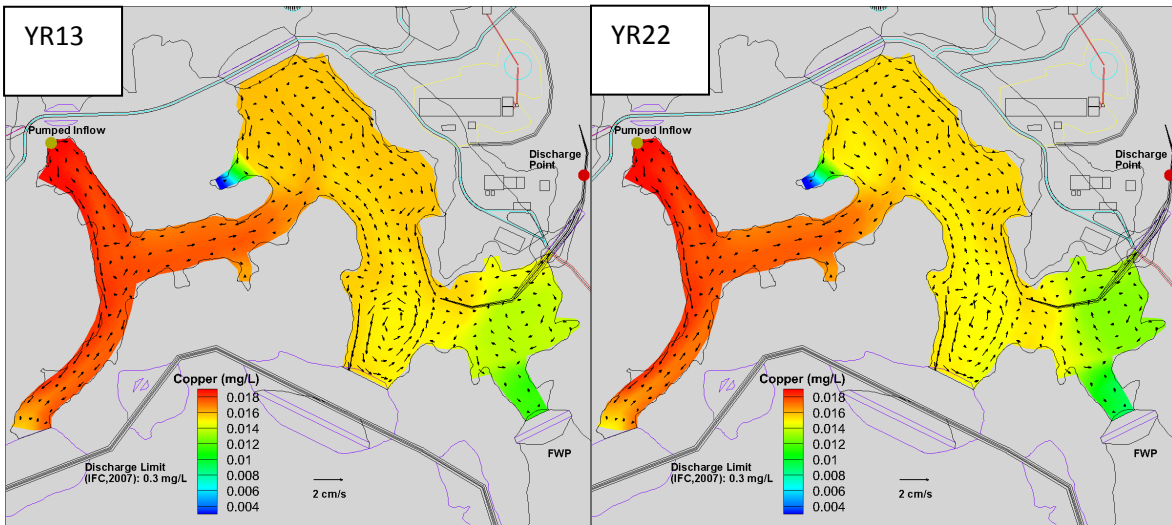 YR13
Pumped Inflow
Discharge
Point
Copper (mg/L)
0.018
0.016
0.014
0.012
0.01
0.008
0.006
0.004
Discharge Limit
(IFC,2007): 0.3 mg/L
2 cm/s
FWP
YR22
Pumped Inflow
Discharge
Point
Copper (mg/L)
0.018
0.016
0.014
0.012
0.01
0.008
0.006
0.004
Discharge Limit
(IFC,2007): 0.3 mg/L
2 cm/s
FWP